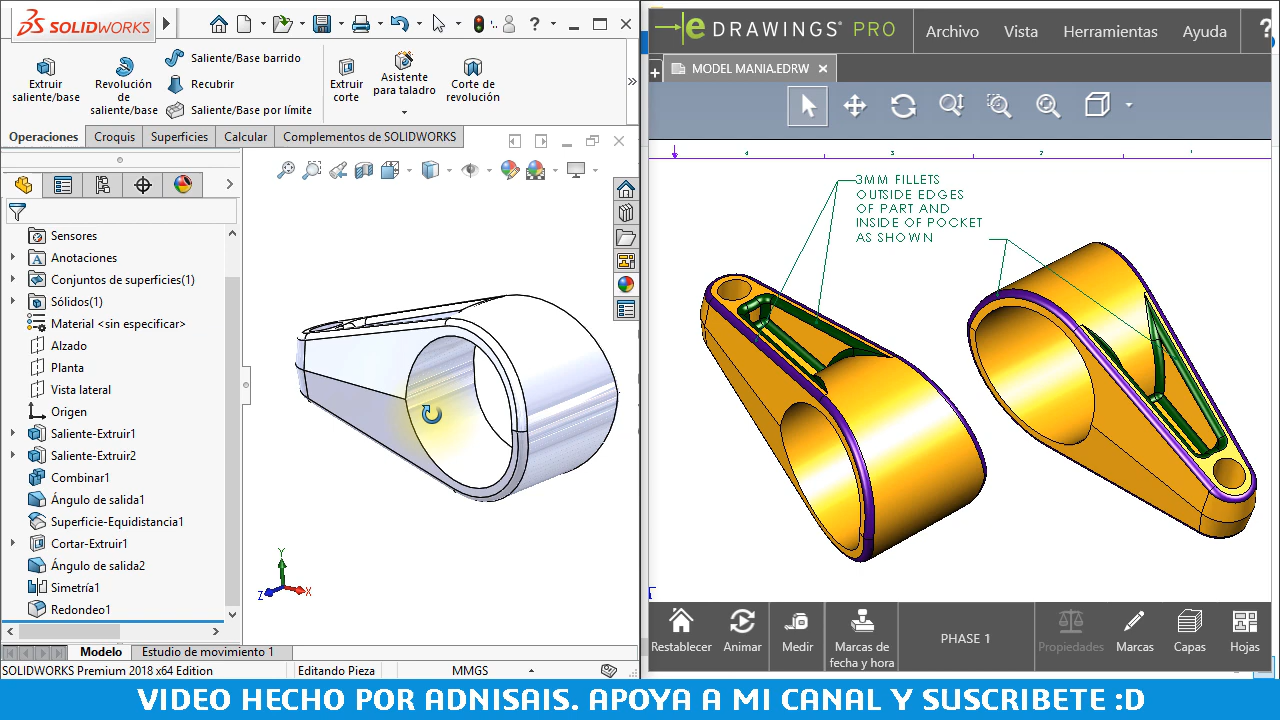 SOLIDWORKS
Extruir
saliente/base
Revolución
de
saliente/base
Saliente/Base barrido
Recubrir
Saliente/Base por límite
Extruir
corte
Asistente
para taladro
Corte de
revolución
Operaciones
Croquis
Superficies
Calcular
Complementos de SOLIDWORKS
Sensores
Anotaciones
Conjuntos de superficies(1)
Sólidos(1)
Material <sin especificar>
Alzado
Planta
Vista lateral
Origen
Saliente-Extruir1
Saliente-Extruir2
Combinar1
Ángulo de salida1
Superficie-Equidistancia1
Cortar-Extruir1
Ángulo de salida2
Simetría1
Redondeo1
Y
Z
X
Modelo
Estudio de movimiento 1
SOLIDWORKS Premium 2018 x64 Edition
Editando Pieza
MMGS
eDRAWINGS® PRO
Archivo
Vista
Herramientas
Ayuda
?
MODEL MANIA.EDRW
4
3
2
1
3MM FILLETS
OUTSIDE EDGES
OF PART AND
INSIDE OF POCKET
AS SHOWN
Restablecer
Animar
Medir
Marcas de
fecha y hora
PHASE 1
Propiedades
Marcas
Capas
Hojas
VIDEO HECHO POR ADNISAIS. APOYA A MI CANAL Y SUSCRIBETE :D